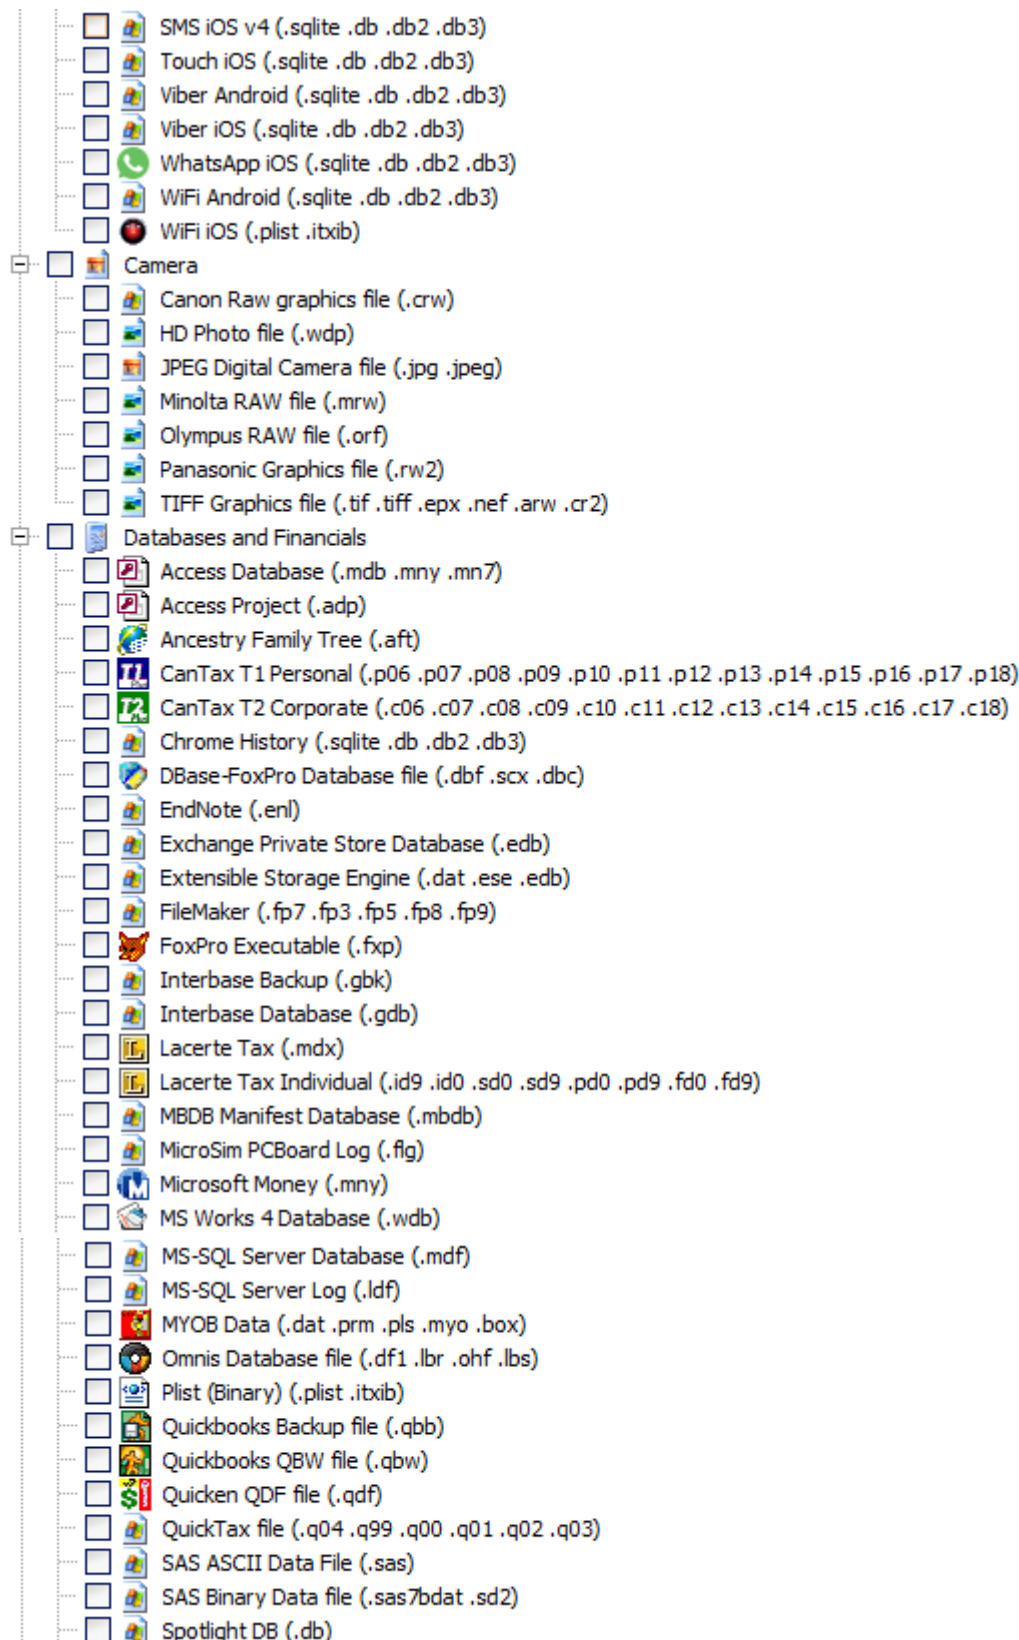 SMS iOS v4 (.sqlite .db .db2 .db3)
Touch iOS (.sqlite .db .db2 .db3)
Viber Android (.sqlite .db .db2 .db3)
Viber iOS (.sqlite .db .db2 .db3)
WhatsApp iOS (.sqlite .db .db2 .db3)
WiFi Android (.sqlite .db .db2 .db3)
WiFi iOS (.plist .itxib)
Camera
Canon Raw graphics file (.crw)
HD Photo file (.wdp)
JPEG Digital Camera file (.jpg .jpeg)
Minolta RAW file (.mrw)
Olympus RAW file (.orf)
Panasonic Graphics file (.rw2)
TIFF Graphics file (.tif .tiff .epx .nef .arw .cr2)
Databases and Financials
Access Database (.mdb .mny .mn7)
Access Project (.adp)
Ancestry Family Tree (.aft)
CanTax T1 Personal (.p06 .p07 .p08 .p09 .p10 .p11 .p12 .p13 .p14 .p15 .p16 .p17 .p18)
CanTax T2 Corporate (.c06 .c07 .c08 .c09 .c10 .c11 .c12 .c13 .c14 .c15 .c16 .c17 .c18)
Chrome History (.sqlite .db .db2 .db3)
DBase-FoxPro Database file (.dbf .scx .dbc)
EndNote (.enl)
Exchange Private Store Database (.edb)
Extensible Storage Engine (.dat .ese .edb)
FileMaker (.fp7 .fp3 .fp5 .fp8 .fp9)
FoxPro Executable (.fxp)
Interbase Backup (.gbk)
Interbase Database (.gdb)
Lacerte Tax (.mdx)
Lacerte Tax Individual (.id9 .id0 .sd0 .sd9 .pd0 .pd9 .fd0 .fd9)
MBDB Manifest Database (.mbdb)
MicroSim PCBoard Log (.flg)
Microsoft Money (.mny)
MS Works 4 Database (.wdb)
MS-SQL Server Database (.mdf)
MS-SQL Server Log (.ldf)
MYOB Data (.dat .prm .pls .myo .box)
Omnis Database file (.df1 .lbr .ohf .lbs)
Plist (Binary) (.plist .itxib)
Quickbooks Backup file (.qbb)
Quickbooks QBW file (.qbw)
Quicken QDF file (.qdf)
QuickTax file (.q04 .q99 .q00 .q01 .q02 .q03)
SAS ASCII Data File (.sas)
SAS Binary Data file (.sas7bdat .sd2)
Spotlight DB (.db)